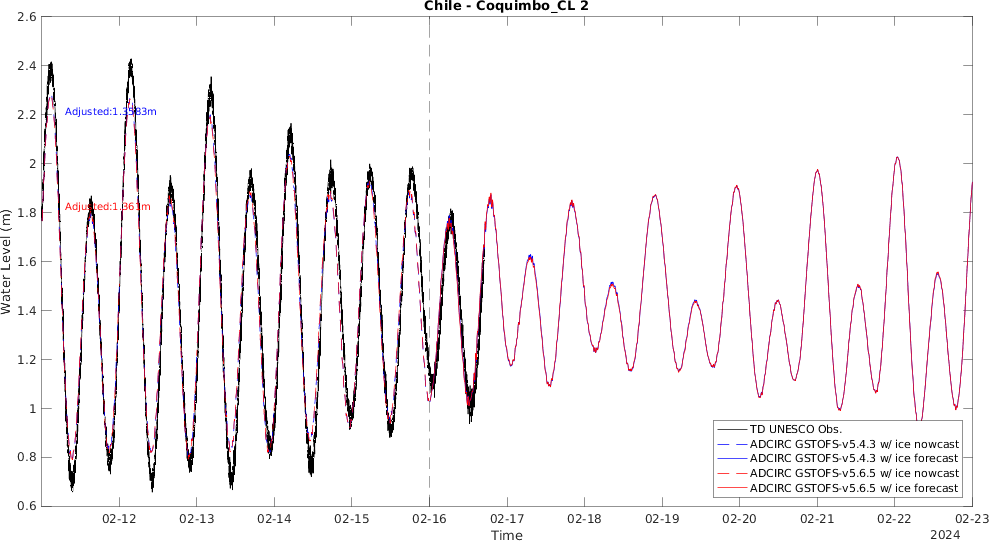 Chile - Coquimbo_CL 2
2.6
2.4
2.2
2
1.8
1.6
1.4
1.2
1
0.8
0.6
Water Level (m)
Adjusted:1.3583m
Adjusted:1.361m
TD UNESCO Obs.
ADCIRC GSTOFS-v5.4.3 w/ ice nowcast
ADCIRC GSTOFS-v5.4.3 w/ ice forecast
ADCIRC GSTOFS-v5.6.5 w/ ice nowcast
ADCIRC GSTOFS-v5.6.5 w/ ice forecast
02-12 02-13 02-14 02-15 02-16 02-17 02-18 02-19 02-20 02-21 02-22 02-23
Time
2024